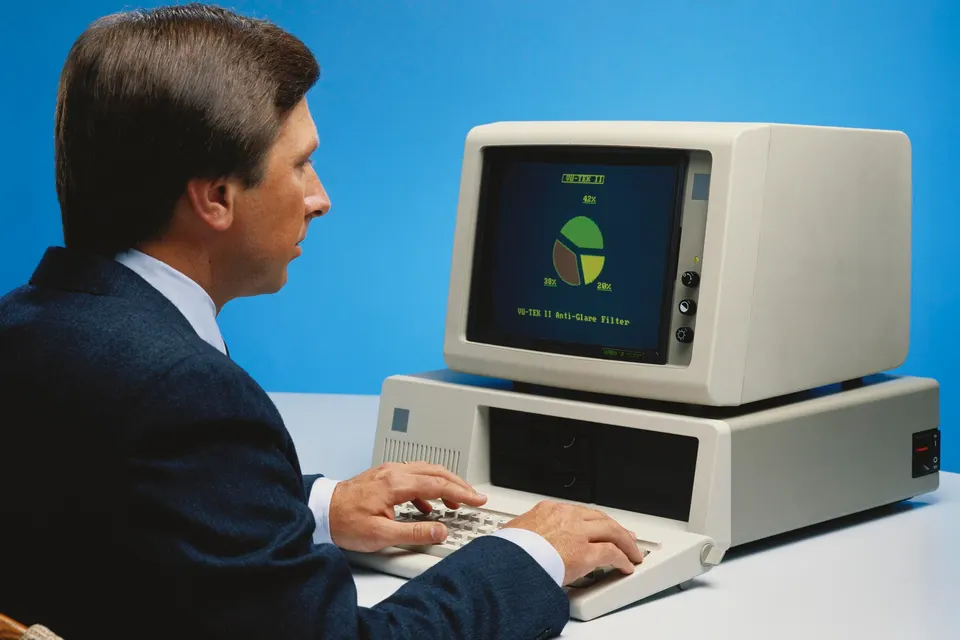 VU-TEK II
42%
38%
20%
VU-TEK II Anti-Glare Filter